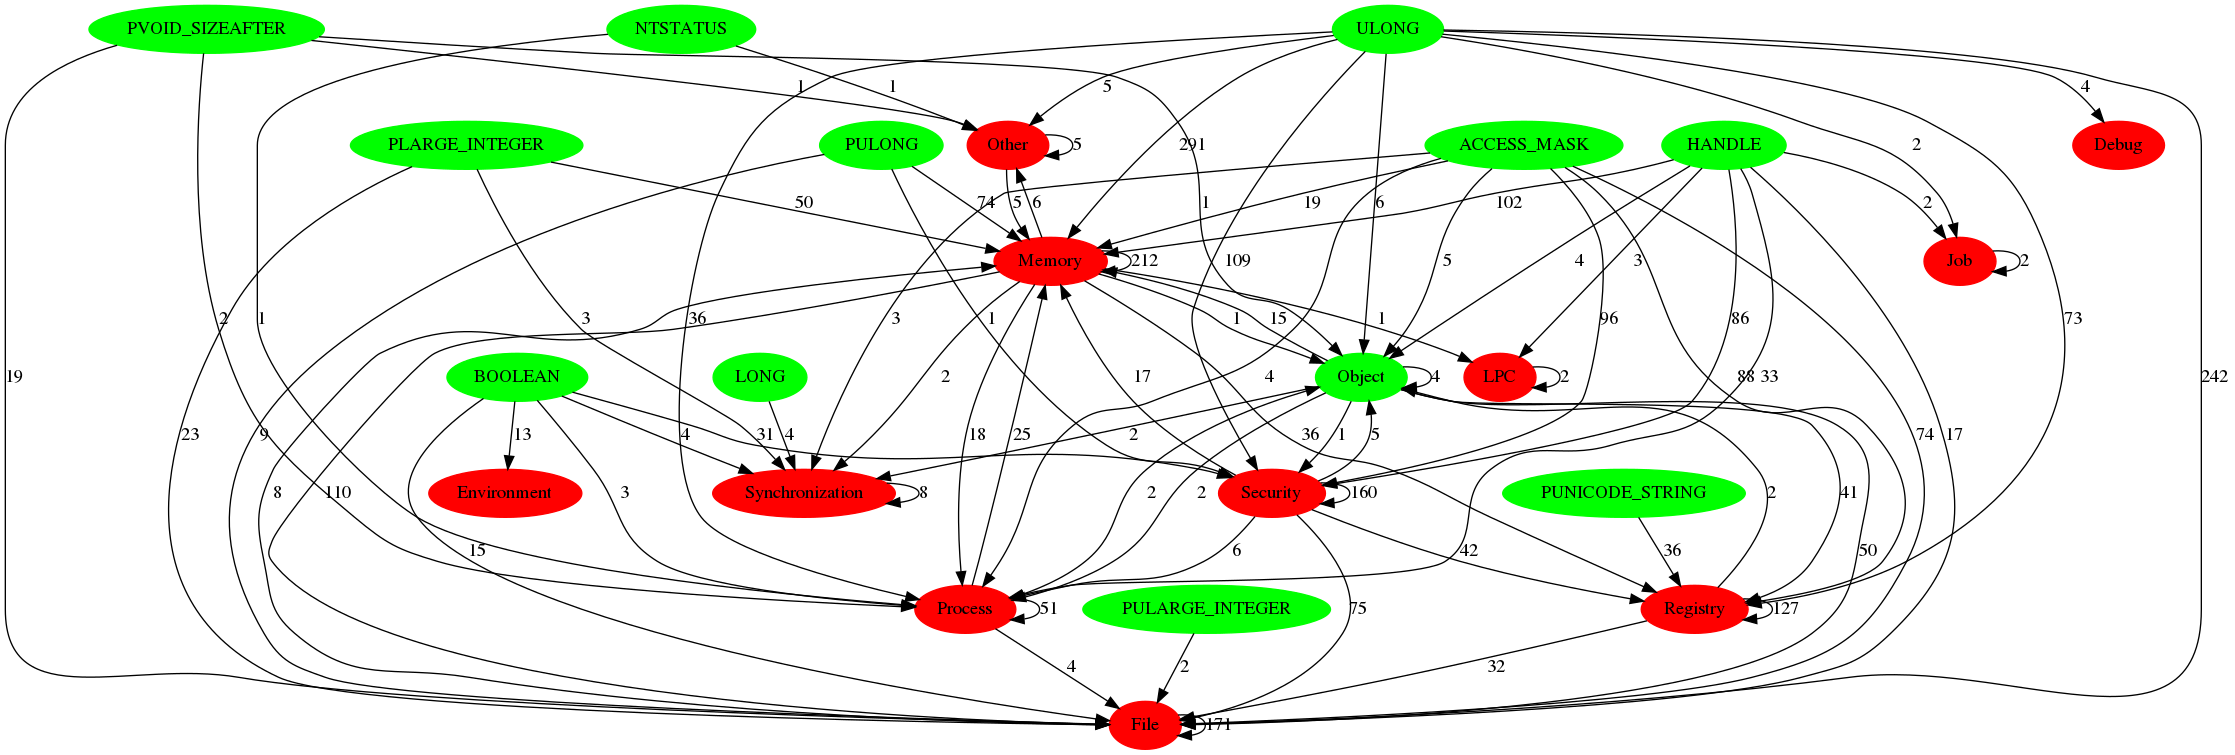 PVOID_SIZEAFTER NTSTATUS ULONG
1 1 5 4
PLARGE_INTEGER PULONG Other 5 291 ACCESS_MASK HANDLE 2 Debug
50 74 5 6 1 19 6 102 2
Memory 212 109 5 4 3 Job 2
2 1 3 36 3 1 1 15 1 96 86 73
BOOLEAN LONG 2 17 4 Object 4 LPC 2 88 33
19 23 9 13 4 31 4 18 25 36 2 1 5 74 17 242
Environment Synchronization 8 Security 160 PUNICODE_STRING
8 110 3 2 2 2 41
15 6 42 36 50
Process 51 PULARGE_INTEGER 75 Registry 127
4 2 32
File 171